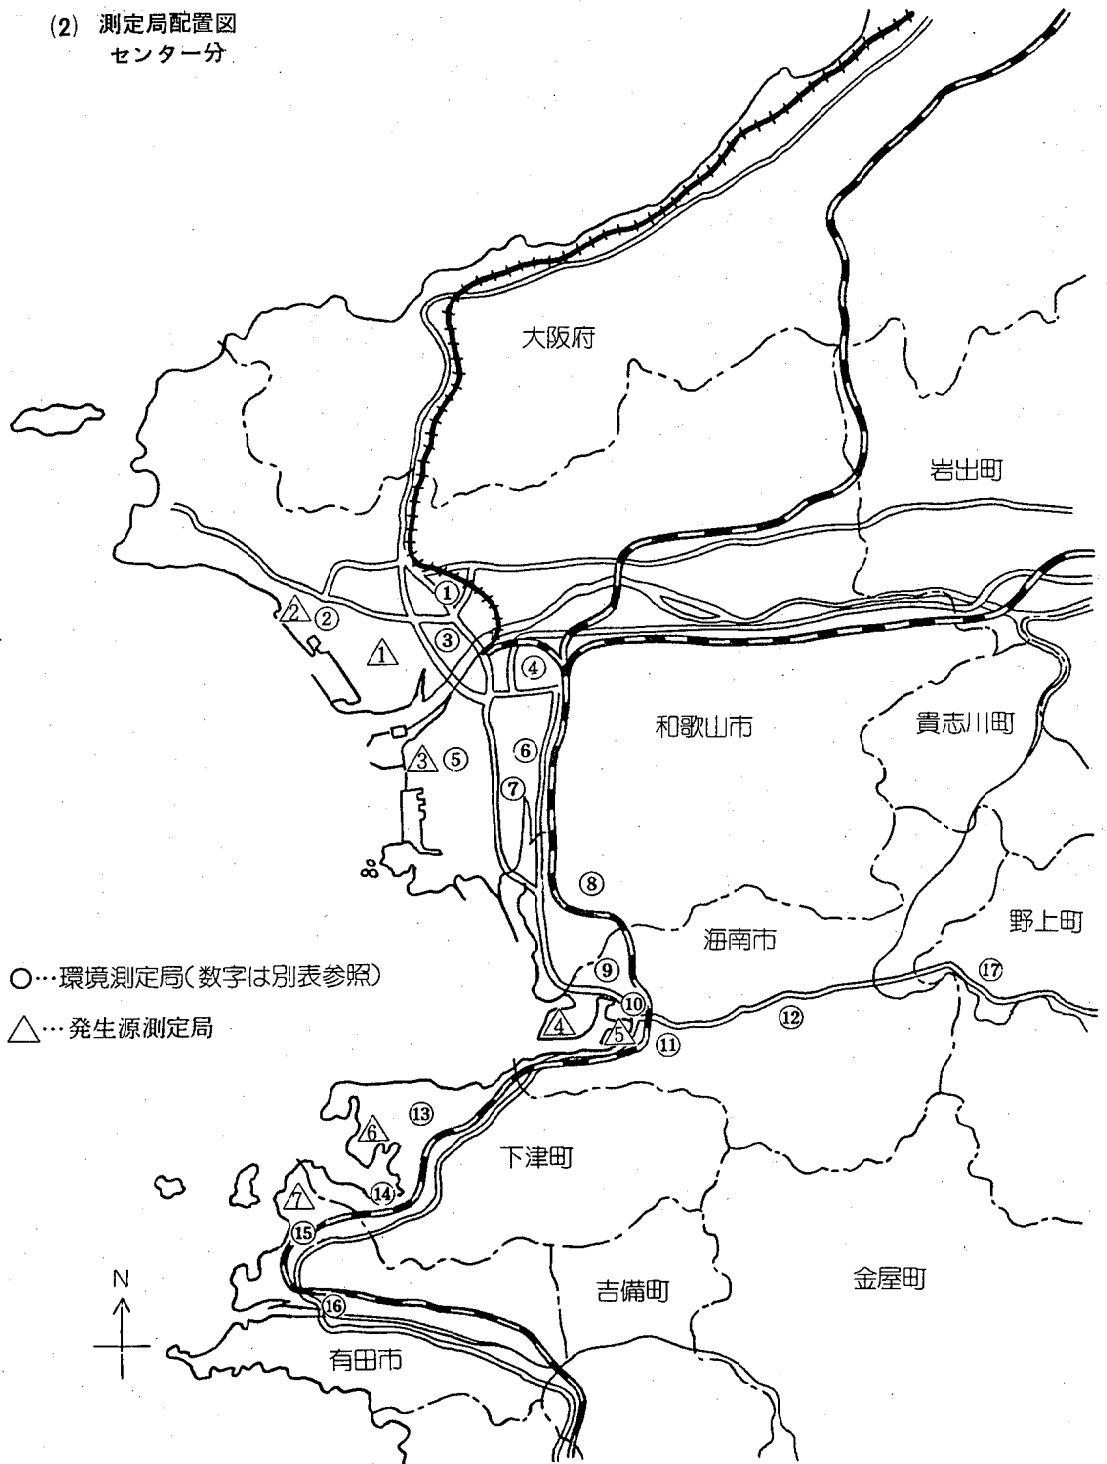 (2) 測定局配置図
センター分
大阪府
岩出町
①
△2 ②
③
△1
④
和歌山市
貴志川町
⑥
△3 ⑤
⑦
⑧
野上町
海南市
⑨
⑰
○…環境測定局(数字は別表参照)
⑩
⑫
△4
△5
△…発生源測定局
⑪
⑬
△6
下津町
⑭
△7
⑮
N
金屋町
吉備町
⑯
有田市